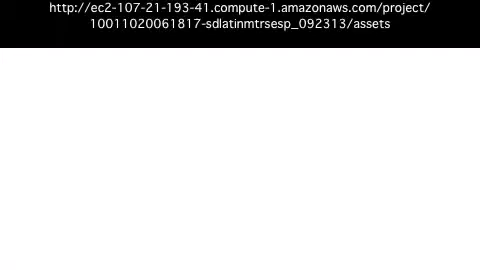 http://ec2-107-21-193-41.compute-1.amazonaws.com/project/
10011020061817-sdlatinmtrsesp_092313/assets